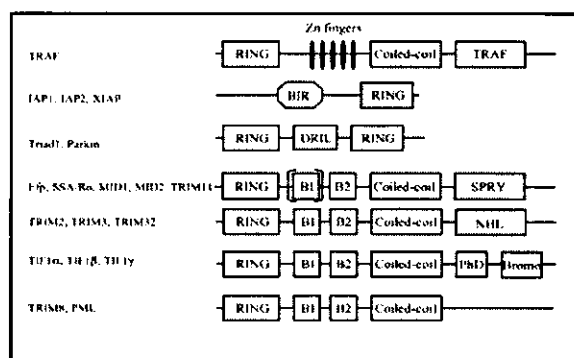 Zn fingers
TRAF RING Coiled-coil TRAF
IAP1, IAP2, XIAP BIR RING
Triad1, Parkin RING DRIL RING
Efp, SSA-Ro, MID1, MID2, TRIM11 RING B1 B2 Coiled-coil SPRY
TRIM2, TRIM3, TRIM32 RING B1 B2 Coiled-coil NHL
TIF1α, TIF1β, TIF1γ RING B1 B2 Coiled-coil PhD Bromo
TRIM8, PML RING B1 B2 Coiled-coil